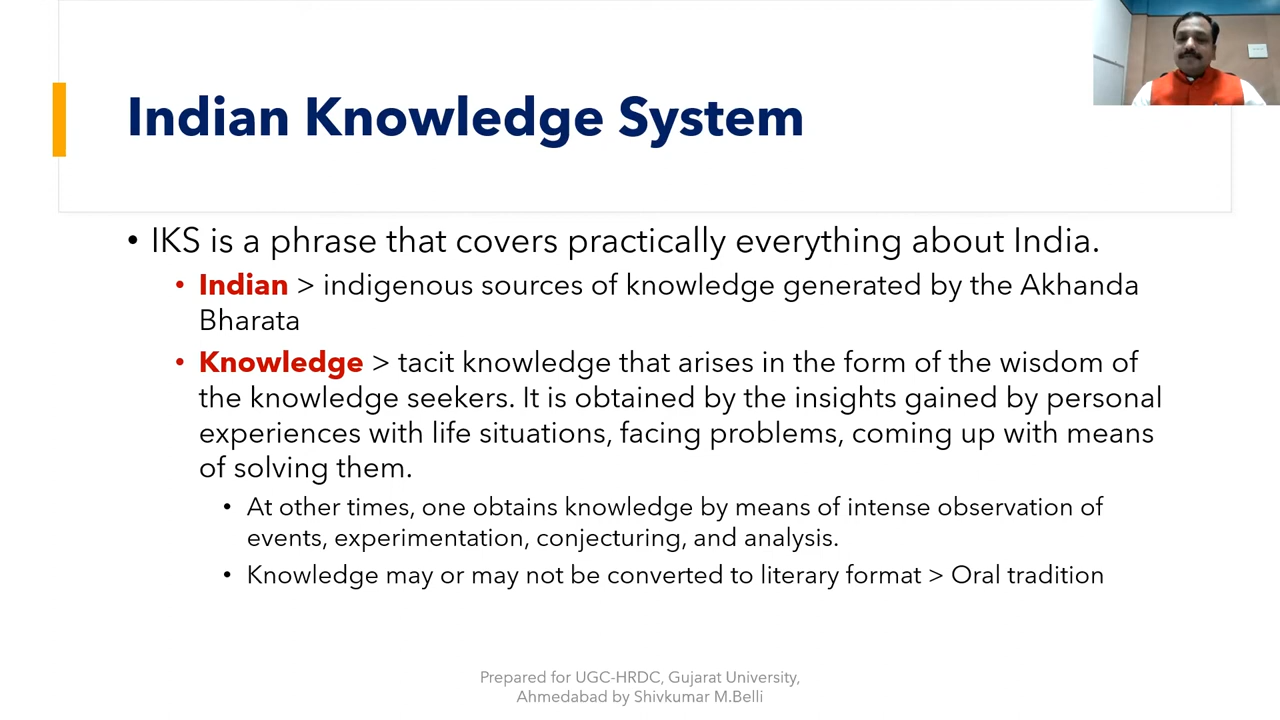 Indian Knowledge System
• IKS is a phrase that covers practically everything about India.
• Indian > indigenous sources of knowledge generated by the Akhanda
Bharata
• Knowledge > tacit knowledge that arises in the form of the wisdom of
the knowledge seekers. It is obtained by the insights gained by personal
experiences with life situations, facing problems, coming up with means
of solving them.
• At other times, one obtains knowledge by means of intense observation of
events, experimentation, conjecturing, and analysis.
• Knowledge may or may not be converted to literary format > Oral tradition
Prepared for UGC-HRDC, Gujarat University,
Ahmedabad by Shivkumar M.Belli